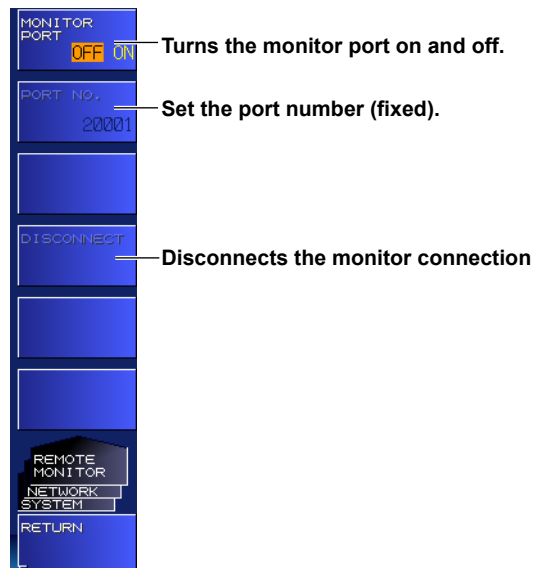 MONITOR
PORT
OFF ON
Turns the monitor port on and off.
PORT NO.
20001
Set the port number (fixed).
DISCONNECT
Disconnects the monitor connection
REMOTE
MONITOR
NETWORK
SYSTEM
RETURN